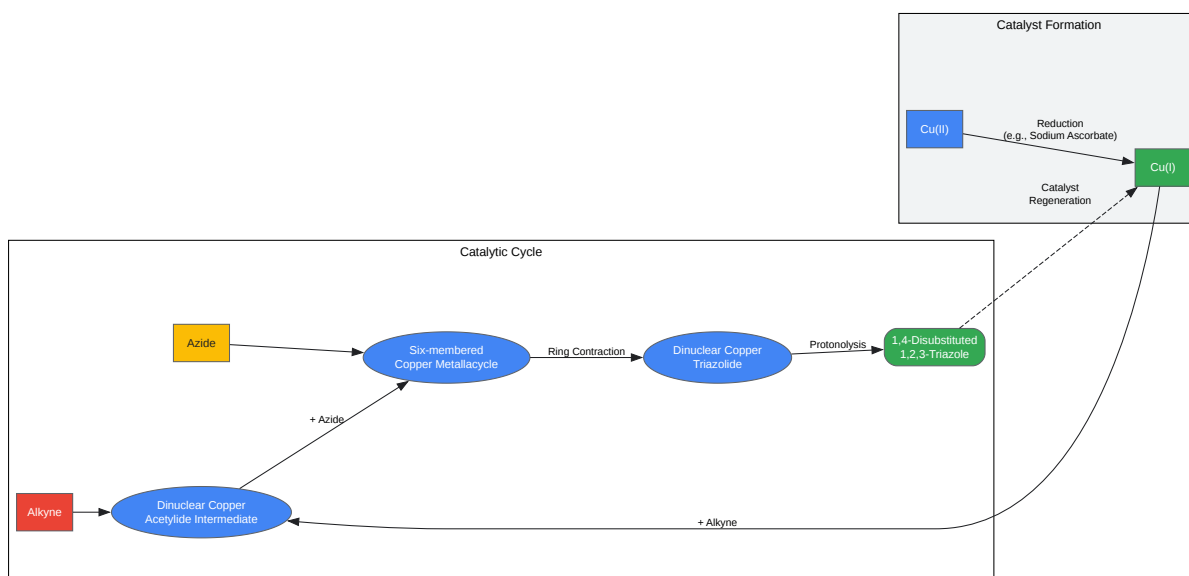 Catalyst Formation
Cu(II)
Reduction
(e.g., Sodium Ascorbate)
Cu(I)
Catalyst
Regeneration
Catalytic Cycle
Azide
Six-membered
Copper Metallacycle
Ring Contraction
Dinuclear Copper
Triazolide
Protonolysis
1,4-Disubstituted
1,2,3-Triazole
+ Azide
Alkyne
Dinuclear Copper
Acetylide Intermediate
+ Alkyne